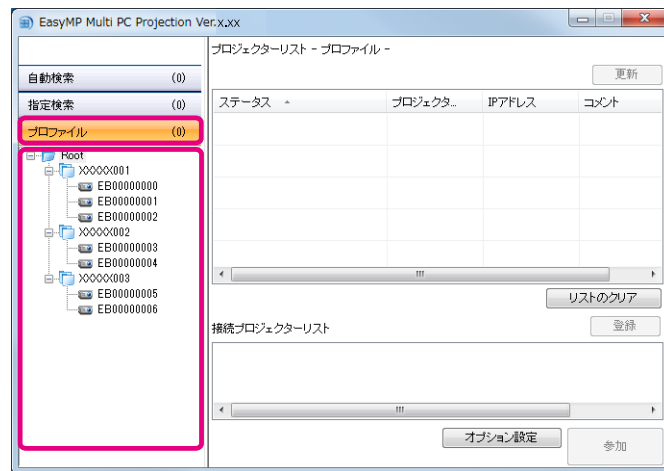 EasyMP Multi PC Projection Ver.x.xx
プロジェクターリスト - プロファイル -
更新
自動検索 (0)
指定検索 (0)
プロファイル (0)
ステータス プロジェクタ... IPアドレス コメント
Root
XXXXX001
EB00000000
EB00000001
EB00000002
XXXXX002
EB00000003
EB00000004
XXXXX003
EB00000005
EB00000006
リストのクリア
接続プロジェクターリスト
登録
オプション設定
参加